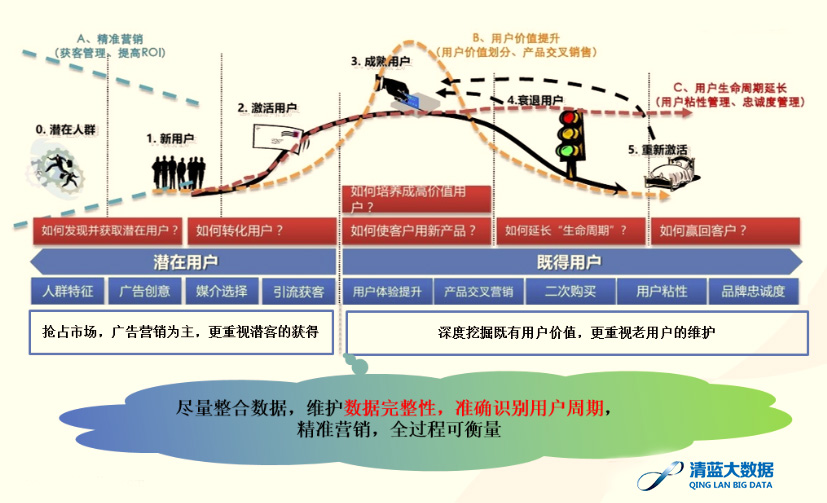 A、精准营销
(获客管理、提高ROI)
B、用户价值提升
(用户价值划分、产品交叉销售)
3. 成熟用户
C、用户生命周期延长
(用户粘性管理、忠诚度管理)
2. 激活用户
4.衰退用户
0. 潜在人群
1. 新用户
5. 重新激活
如何培养成高价值用
户？
如何发现并获取潜在用户？
如何转化用户？
如何使客户用新产品？
如何延长“生命周期”？
如何赢回客户？
潜在用户
既得用户
人群特征
广告创意
媒介选择
引流获客
用户体验提升
产品交叉营销
二次购买
用户粘性
品牌忠诚度
抢占市场，广告营销为主，更重视潜客的获得
深度挖掘既有用户价值，更重视老用户的维护
尽量整合数据，维护数据完整性，准确识别用户周期，
精准营销，全过程可衡量
清蓝大数据
QING LAN BIG DATA